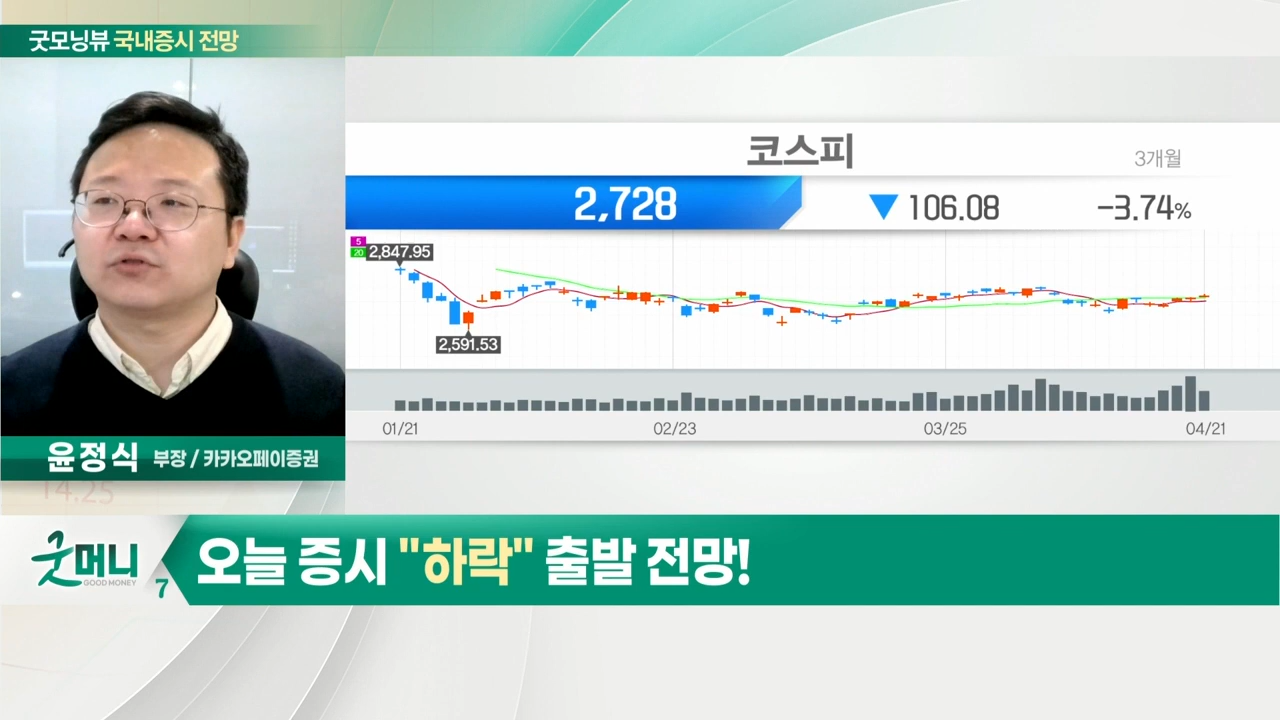 굿모닝뷰 국내증시 전망
코스피
3개월
2,728
▼ 106.08
-3.74%
5
20
2,847.95
2,591.53
01/21
02/23
03/25
04/21
윤정식 부장 / 카카오페이증권
14.25
굿머니
GOOD MONEY
7
오늘 증시 "하락" 출발 전망!